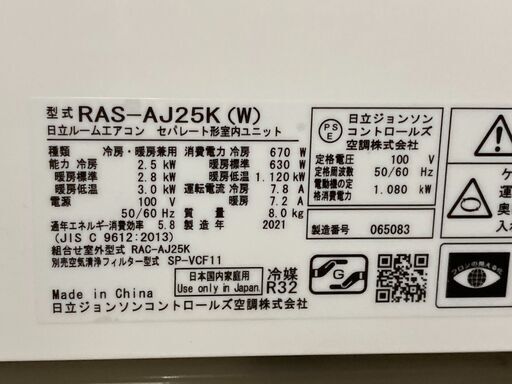 型式 RAS-AJ25K(W)
日立ルームエアコン セパレート形室内ユニット
種類 冷房・暖房兼用 消費電力 冷房 670 W
能力 冷房 2.5 kW 暖房標準 630 W
暖房標準 2.8 kW 暖房低温 1.120 kW
暖房低温 3.0 kW 運転電流 冷房 7.8 A
電源 100 V 暖房 7.2 A
50/60 Hz 質量 8.0 kg
通年エネルギー消費効率 5.8 製造年 2021
(JIS C 9612:2013)
組合せ室外型式 RAC-AJ25K
別売空気清浄フィルター型式 SP-VCF11
日本国内家庭用
Use only in Japan.
冷媒
R32
Made in China
日立ジョンソンコントロールズ空調株式会社
PS
E
日立ジョンソン
コントロールズ
空調株式会社
定格電圧 100 V
定格周波数 50/60 Hz
電動機の定
格消費電力 1.080 kW
製造番号 065083
G
フロンの見える化